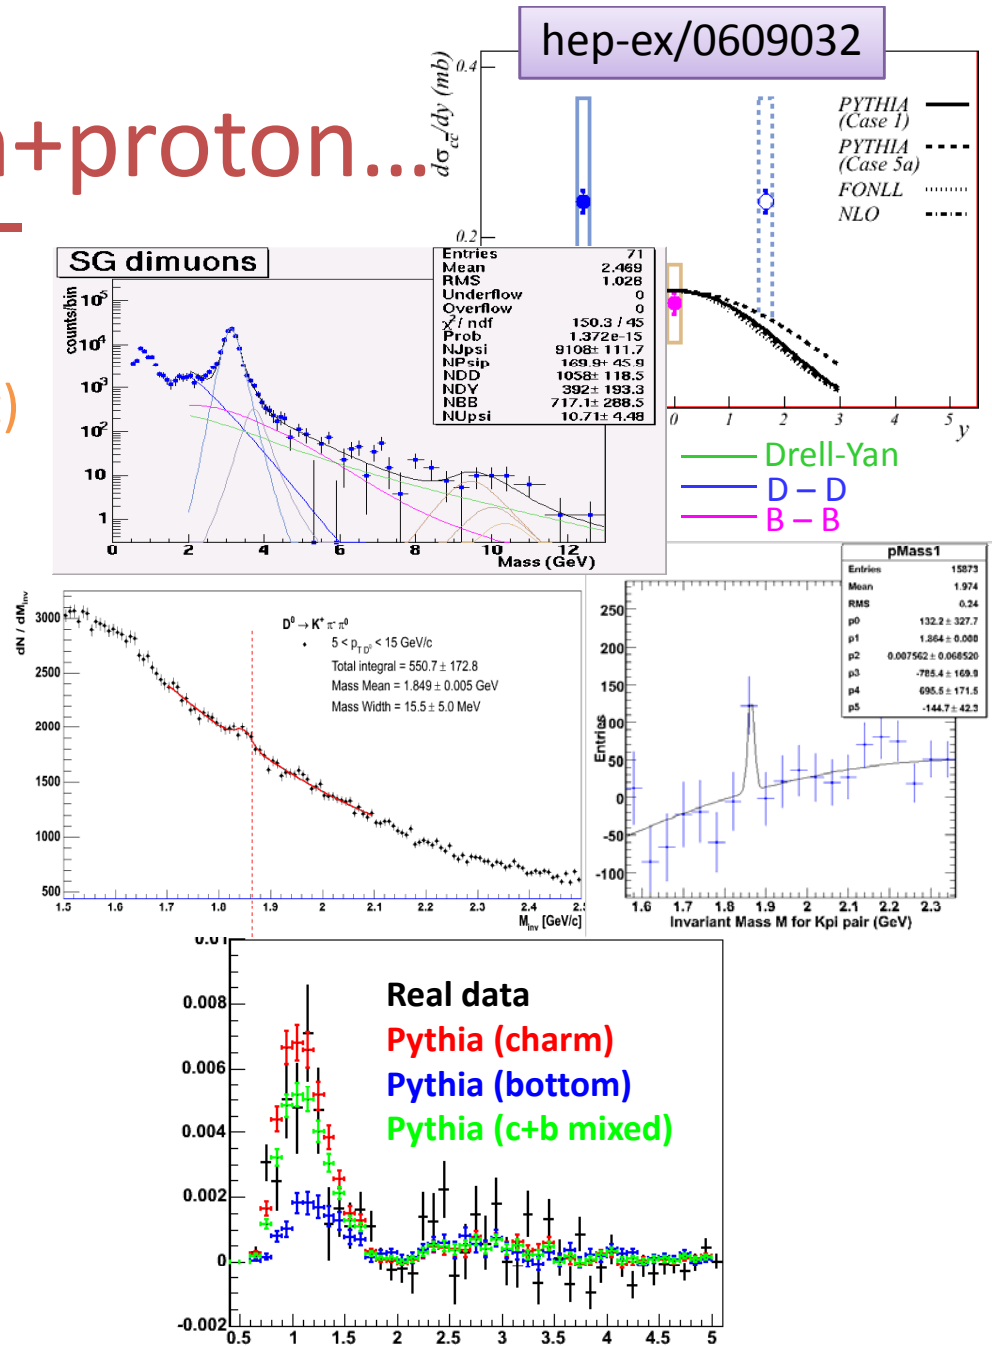 hep-ex/0609032
n+proton...
)
dσcc̄/dy (mb)
0.4
0.2
PYTHIA
(Case 1)
PYTHIA
(Case 5a)
FONLL
NLO
0 1 2 3 4 5
y
SG dimuons
Entries 71
Mean 2.469
RMS 1.028
Underflow 0
Overflow 0
χ²/ ndf 150.3 / 45
Prob 1.372e-15
NJpsi 9108± 111.7
NPsip 169.9± 45.9
NDD 1058± 118.5
NDY 392± 193.3
NBB 717.1± 288.5
NUpsi 10.71± 4.48
counts/bin
10⁵
10⁴
10³
10²
10
1
0 2 4 6 8 10 12
Mass (GeV)
Drell-Yan
D – D
B – B
dN / dMinv
3000
2500
2000
1500
1000
500
D⁰ → K⁺ π⁻ π⁰
5 < pT D⁰ < 15 GeV/c
Total integral = 550.7 ± 172.8
Mass Mean = 1.849 ± 0.005 GeV
Mass Width = 15.5 ± 5.0 MeV
1.7 1.8 1.9 2 2.1 2.2 2.3 2.4
Minv [GeV/c]
pMass1
Entries 15873
Mean 1.974
RMS 0.24
p0 132.2 ± 327.7
p1 1.864 ± 0.000
p2 0.007562 ± 0.068520
p3 -785.4 ± 169.9
p4 695.5 ± 171.5
p5 -144.7 ± 42.3
Entries
250
200
150
100
50
0
-50
-100
1.6 1.7 1.8 1.9 2 2.1 2.2 2.3
Invariant Mass M for Kpi pair (GeV)
0.01
0.008
0.006
0.004
0.002
0
-0.002
Real data
Pythia (charm)
Pythia (bottom)
Pythia (c+b mixed)
0.5 1 1.5 2 2.5 3 3.5 4 4.5 5